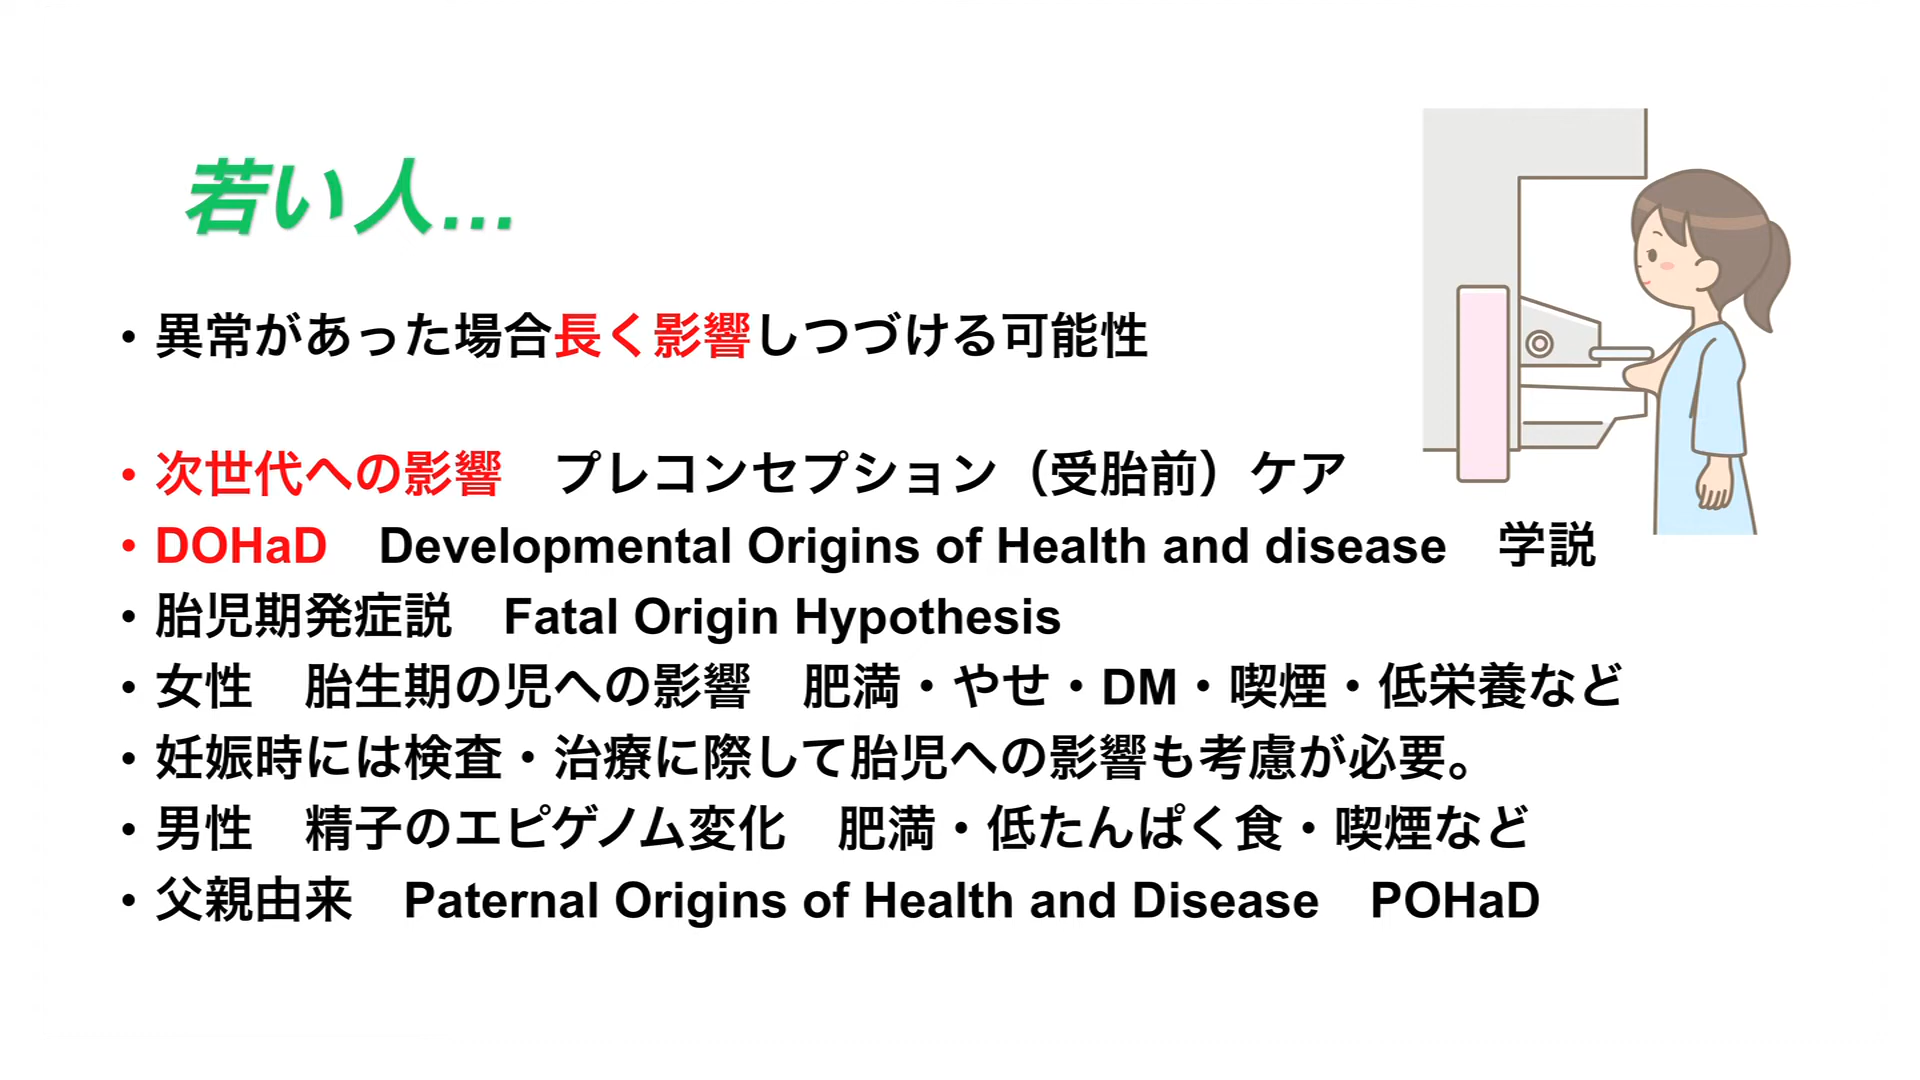 若い人…
• 異常があった場合長く影響しつづける可能性
• 次世代への影響　プレコンセプション（受胎前）ケア
• DOHaD　Developmental Origins of Health and disease　学説
• 胎児期発症説　Fatal Origin Hypothesis
• 女性　胎生期の児への影響　肥満・やせ・DM・喫煙・低栄養など
• 妊娠時には検査・治療に際して胎児への影響も考慮が必要。
• 男性　精子のエピゲノム変化　肥満・低たんぱく食・喫煙など
• 父親由来　Paternal Origins of Health and Disease　POHaD